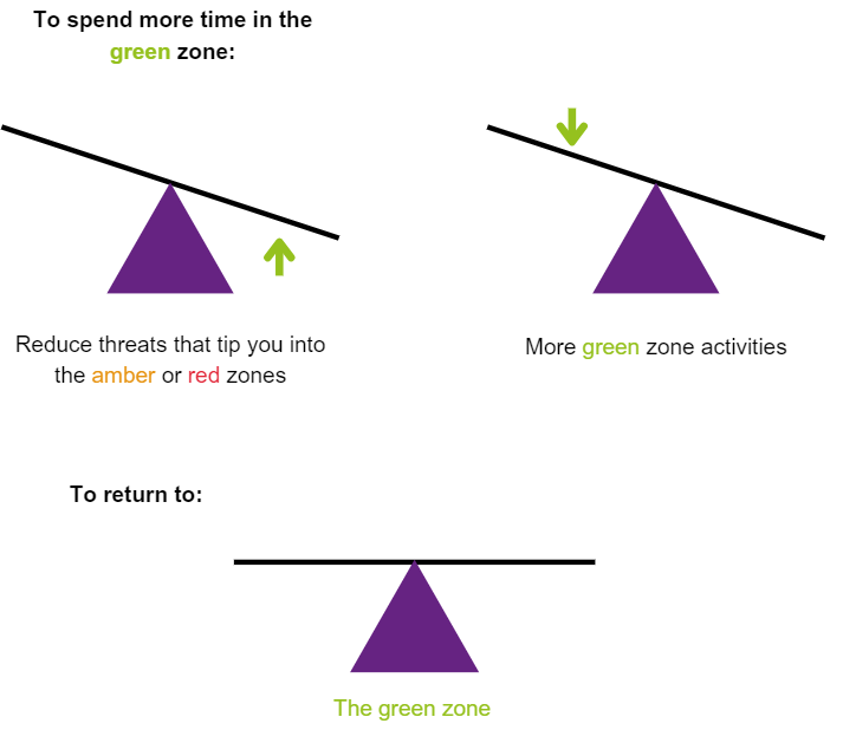 To spend more time in the
green zone:
Reduce threats that tip you into
the amber or red zones
More green zone activities
To return to:
The green zone